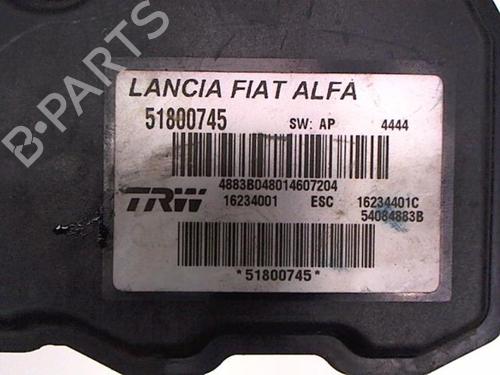 LANCIA FIAT ALFA
51800745 SW: AP 4444
4883B048014607204
TRW 16234001 ESC 16234401C
54084883B
*51800745*
B-PARTS